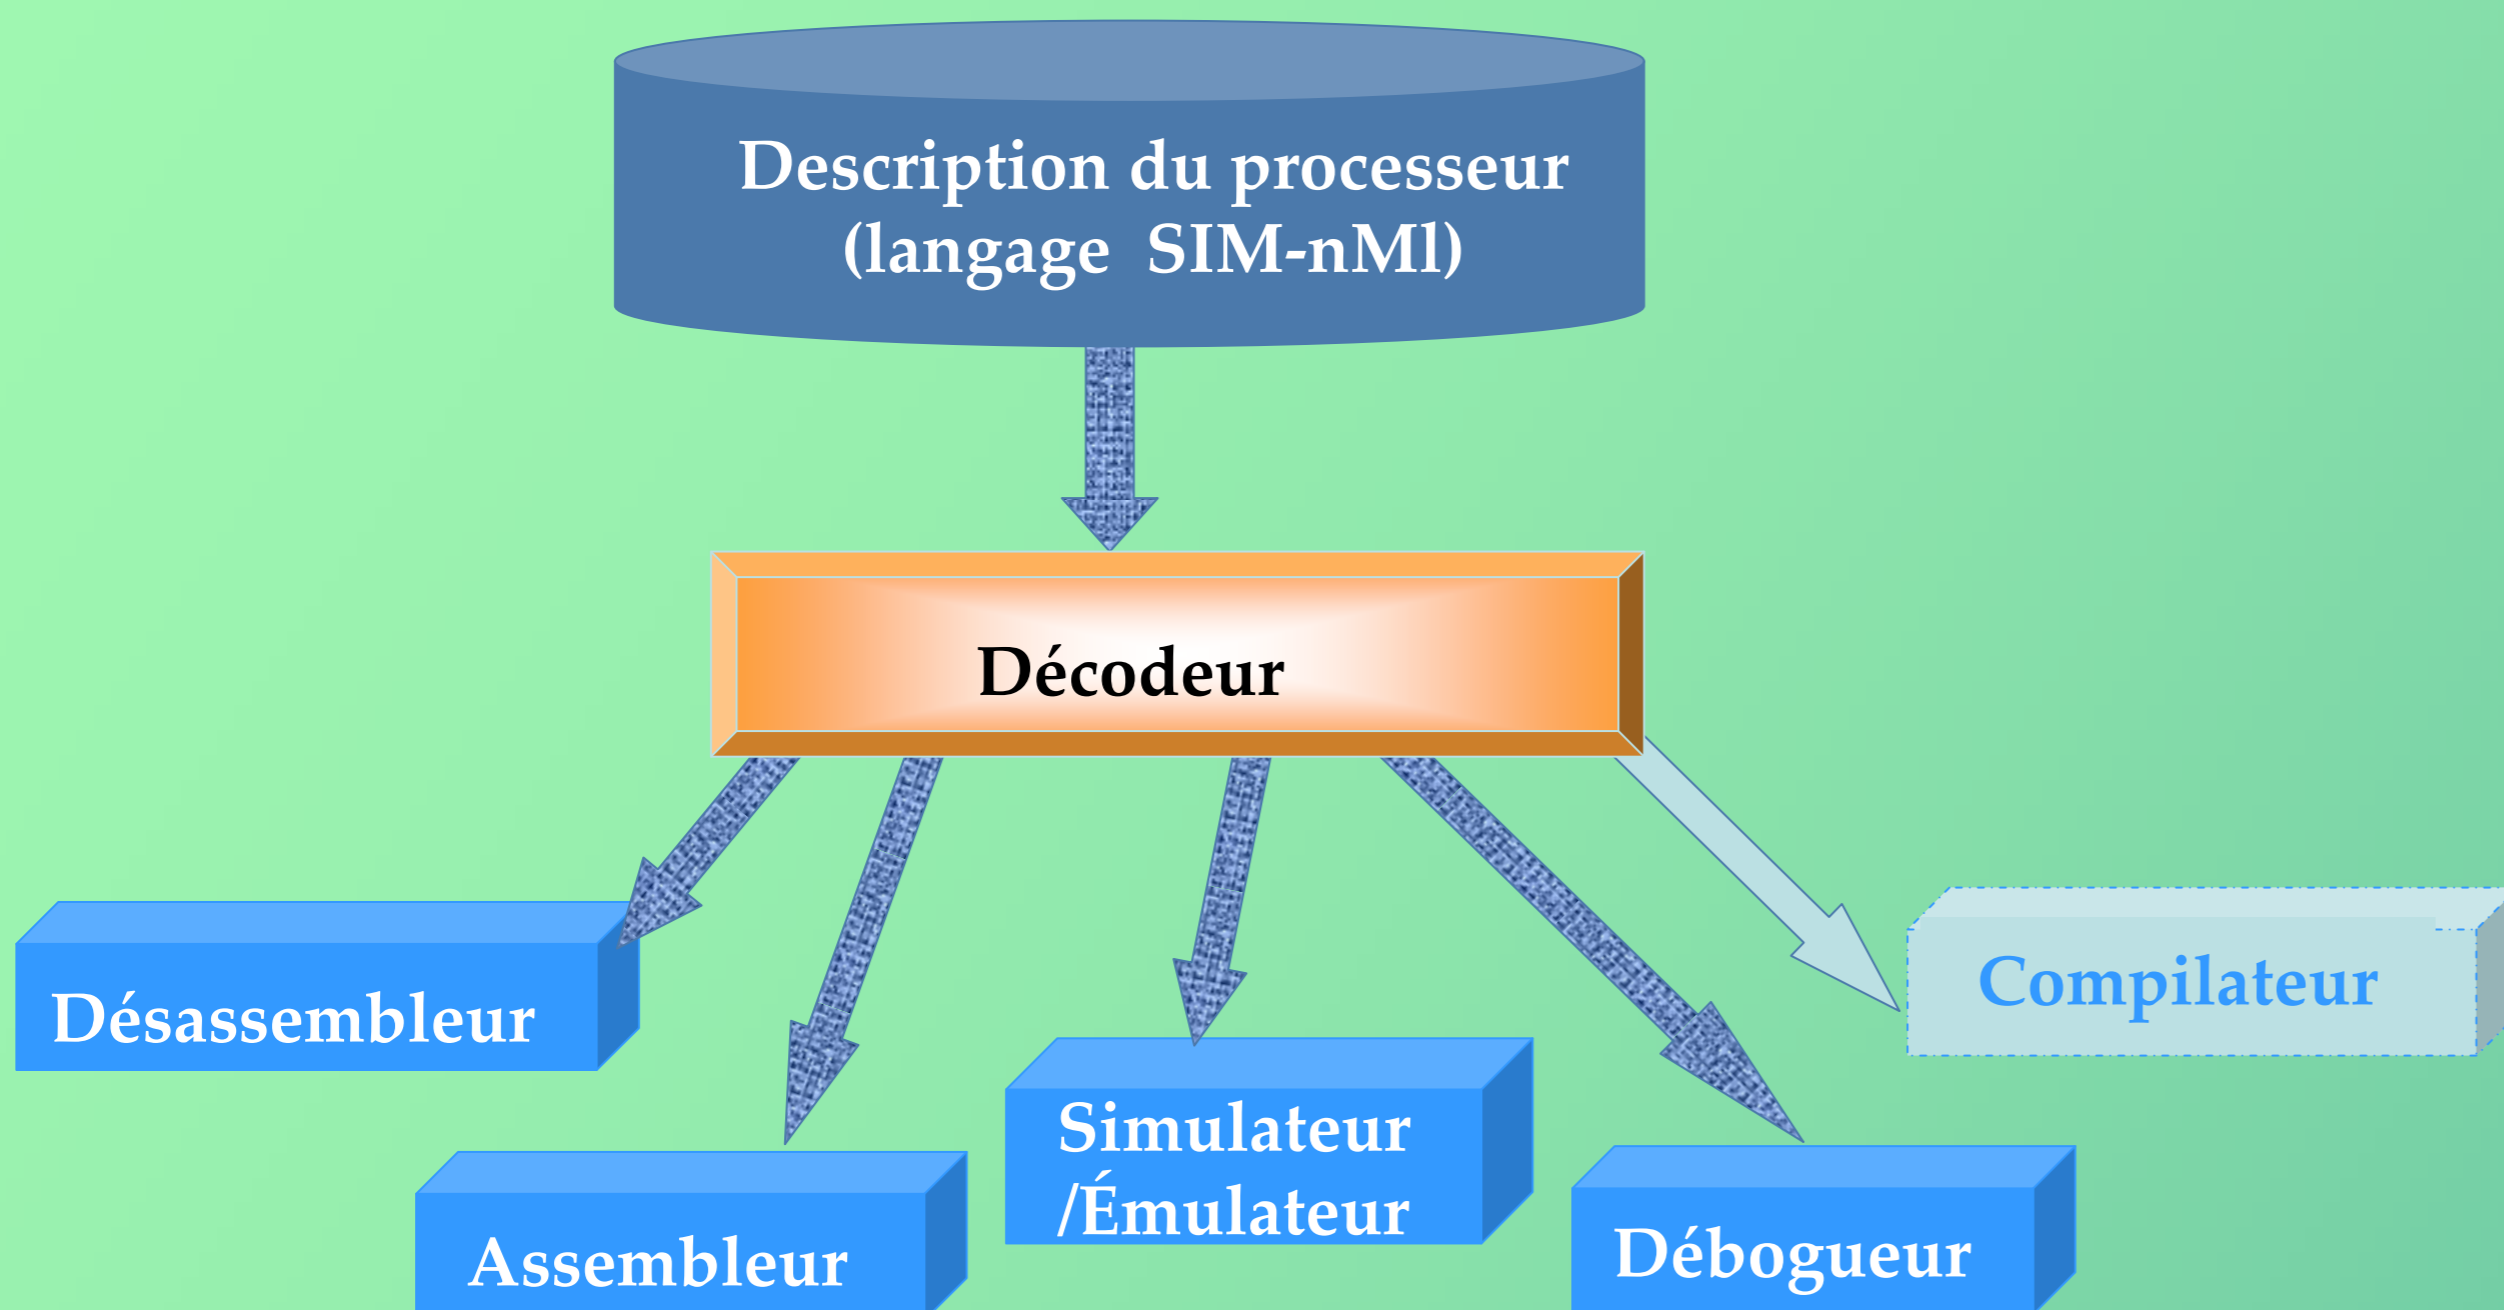 Description du processeur
(langage SIM-nMl)
Décodeur
Désassembleur
Assembleur
Simulateur
/Émulateur
Débogueur
Compilateur